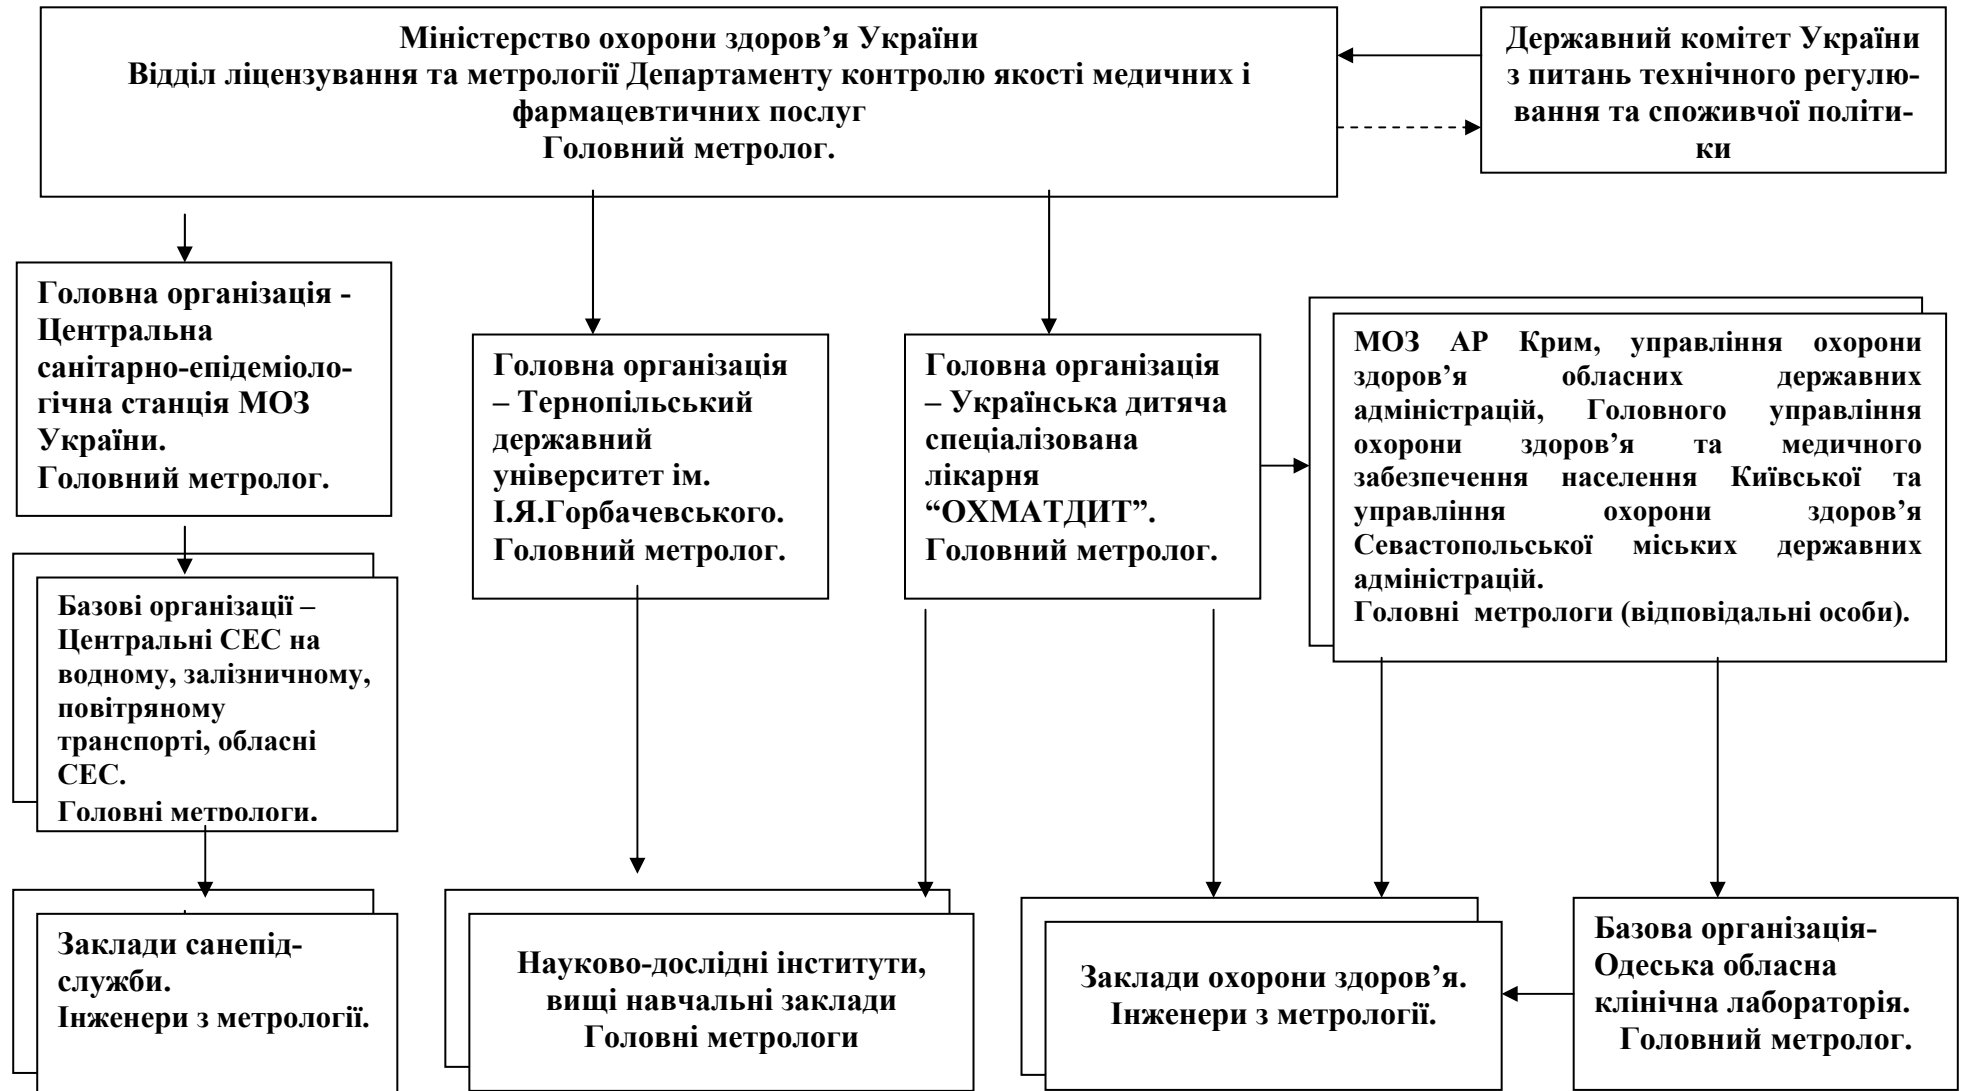 Міністерство охорони здоров’я України
Відділ ліцензування та метрології Департаменту контролю якості медичних і
фармацевтичних послуг
Головний метролог.
Державний комітет України
з питань технічного регулю-
вання та споживчої політи-
ки
Головна організація -
Центральна
санітарно-епідеміоло-
гічна станція МОЗ
України.
Головний метролог.
Головна організація
– Тернопільський
державний
університет ім.
І.Я.Горбачевського.
Головний метролог.
Головна організація
– Українська дитяча
спеціалізована
лікарня
“ОХМАТДИТ”.
Головний метролог.
МОЗ АР Крим, управління охорони
здоров’я обласних державних
адміністрацій, Головного управління
охорони здоров’я та медичного
забезпечення населення Київської та
управління охорони здоров’я
Севастопольської міських державних
адміністрацій.
Головні метрологи (відповідальні особи).
Базові організації –
Центральні СЕС на
водному, залізничному,
повітряному
транспорті, обласні
СЕС.
Головні метрологи.
Заклади санепід-
служби.
Інженери з метрології.
Науково-дослідні інститути,
вищі навчальні заклади
Головні метрологи
Заклади охорони здоров’я.
Інженери з метрології.
Базова організація-
Одеська обласна
клінічна лабораторія.
Головний метролог.